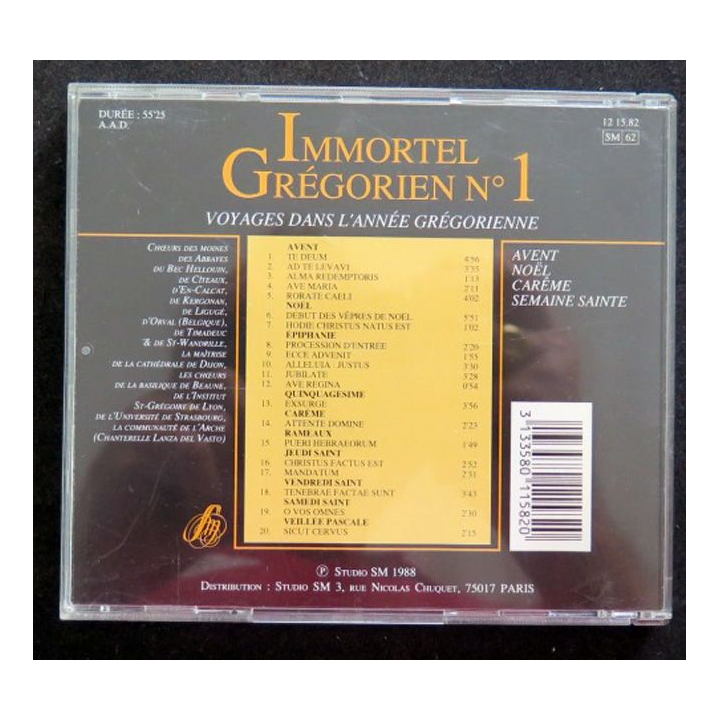 DURÉE : 55'25
A.A.D.
12 15.82
SM 62
IMMORTEL
GRÉGORIEN N° 1
VOYAGES DANS L'ANNÉE GRÉGORIENNE
CHŒURS DES MOINES
DES ABBAYES
DU BEC HELLOUIN,
DE CÎTEAUX,
D'EN-CALCAT,
DE KERGONAN,
DE LIGUGÉ,
D'ORVAL (BELGIQUE),
DE TIMADEUC
& DE ST-WANDRILLE,
LA MAÎTRISE
DE LA CATHÉDRALE DE DIJON,
LES CHŒURS
DE LA BASILIQUE DE BEAUNE,
DE L'INSTITUT
ST-GRÉGOIRE DE LYON,
DE L'UNIVERSITÉ DE STRASBOURG,
LA COMMUNAUTÉ DE L'ARCHE
(CHANTERELLE LANZA DEL VASTO)
AVENT
1. TE DEUM 4'56
2. AD TE LEVAVI 3'35
3. ALMA REDEMPTORIS 1'13
4. AVE MARIA 2'11
5. RORATE CAELI 4'02
NOËL
6. DEBUT DES VÊPRES DE NOËL 5'51
7. HODIE CHRISTUS NATUS EST 1'02
EPIPHANIE
8. PROCESSION D'ENTRÉE 2'20
9. ECCE ADVENIT 1'55
10. ALLELUIA : JUSTUS 3'30
11. JUBILATE 3'28
12. AVE REGINA 0'54
QUINQUAGESIME
13. EXSURGE 3'56
CARÊME
14. ATTENTE DOMINE 2'23
RAMEAUX
15. PUERI HEBRAEORUM 1'49
JEUDI SAINT
16. CHRISTUS FACTUS EST 2'52
17. MANDATUM 2'51
VENDREDI SAINT
18. TENEBRAE FACTAE SUNT 3'43
SAMEDI SAINT
19. O VOS OMNES 2'30
VEILLÉE PASCALE
20. SICUT CERVUS 2'15
AVENT
NOËL
CARÊME
SEMAINE SAINTE
3 133580 115820
Ⓟ STUDIO SM 1988
DISTRIBUTION : STUDIO SM 3, RUE NICOLAS CHUQUET, 75017 PARIS